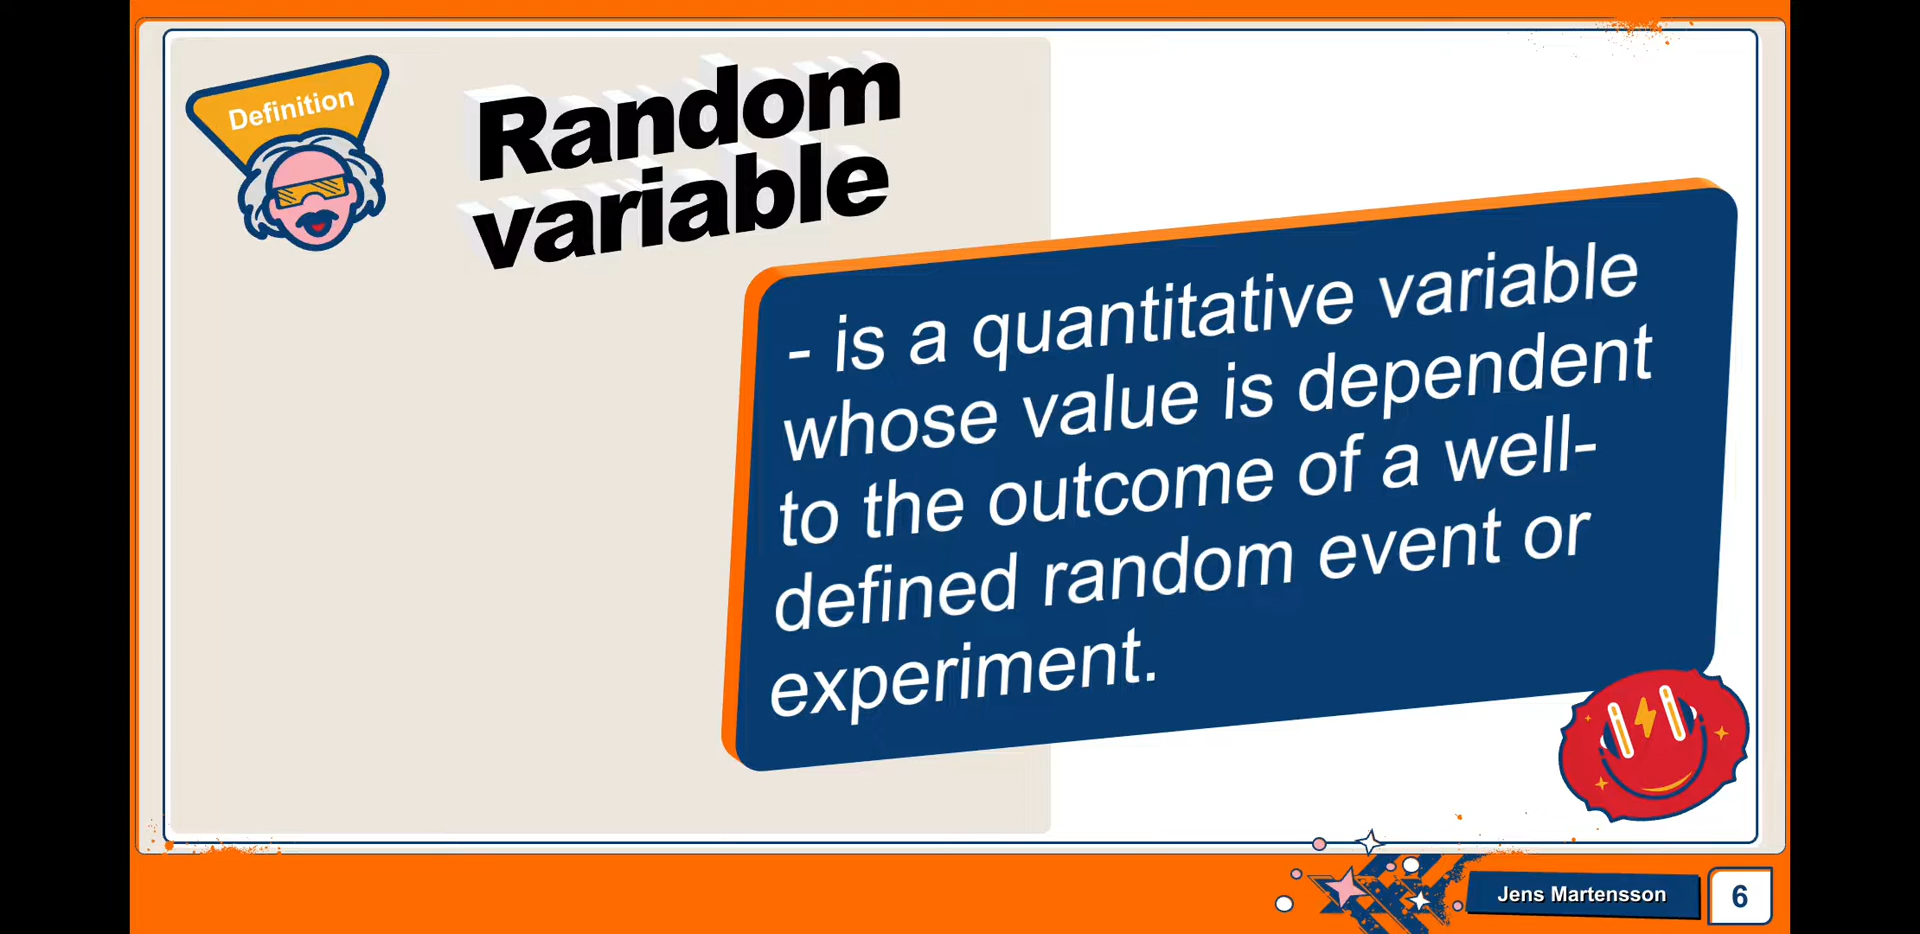 Definition
Random
variable
- is a quantitative variable
whose value is dependent
to the outcome of a well-
defined random event or
experiment.
Jens Martensson
6